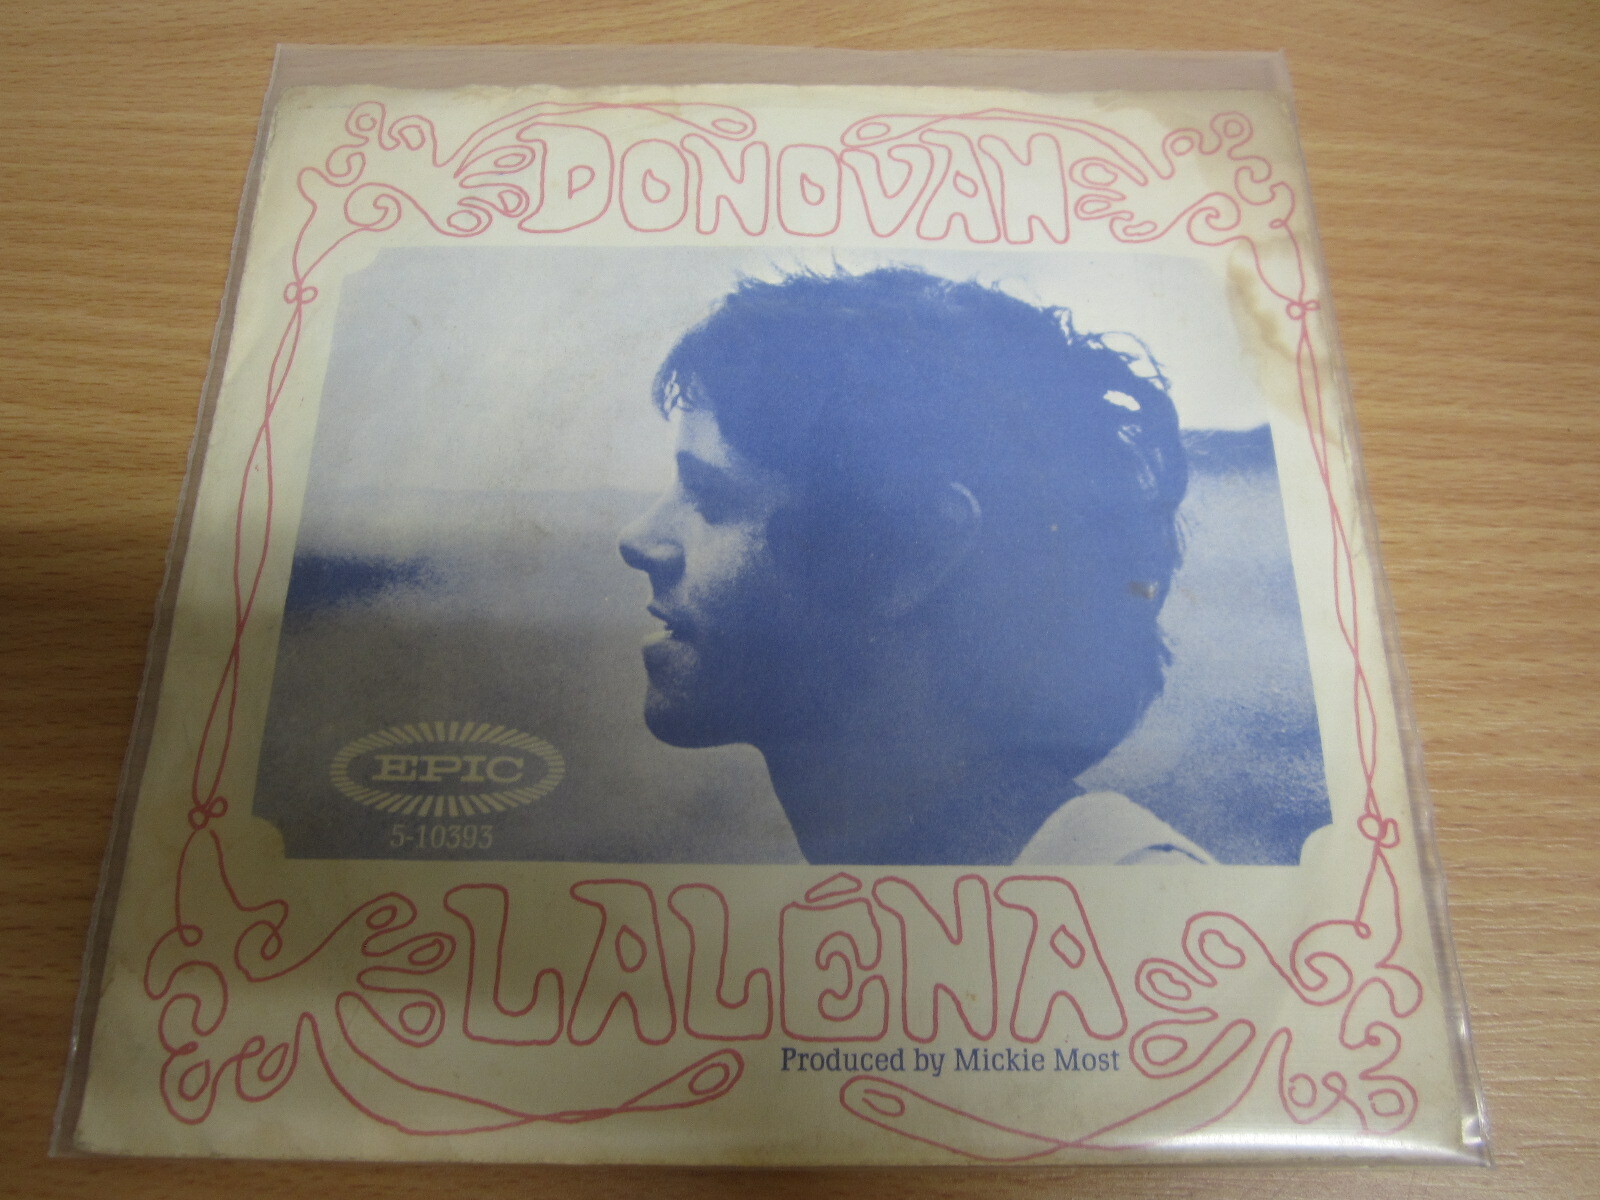 DONOVAN
EPIC
5-10393
LALÉNA
Produced by Mickie Most